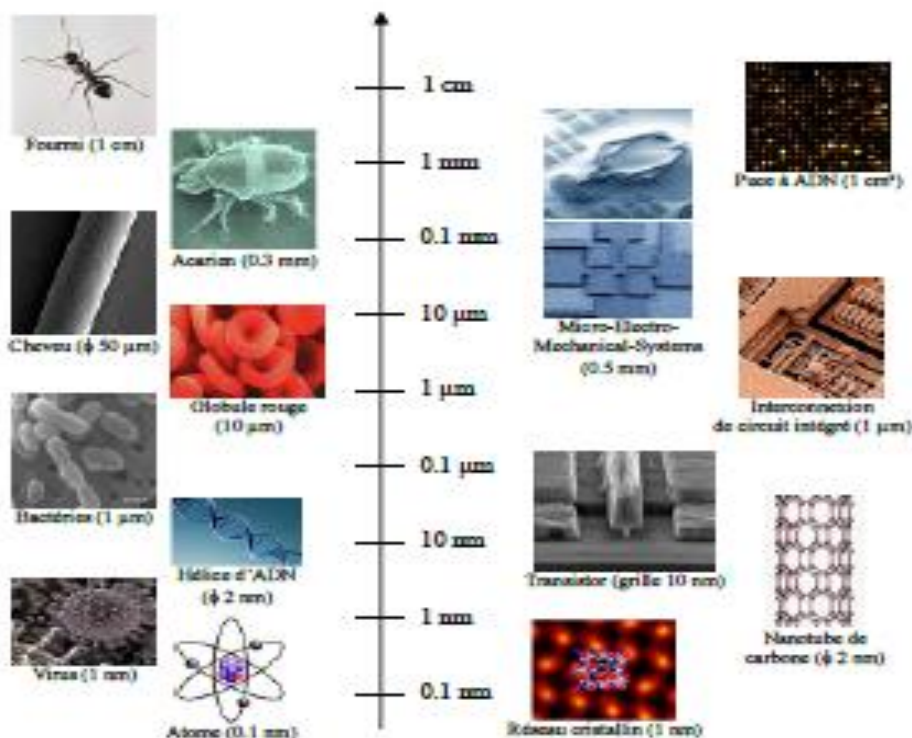 1 cm
Fourmi (1 cm)
1 mm
Puce à ADN (1 cm²)
0.1 mm
Acarien (0.3 mm)
10 µm
Micro-Electro-
Mechanical-Systems
(0.5 mm)
Cheveu (ϕ 50 µm)
1 µm
Globule rouge
(10 µm)
Interconnexion
de circuit intégré (1 µm)
0.1 µm
Bactéries (1 µm)
10 nm
Hélice d'ADN
(ϕ 2 nm)
Transistor (grille 10 nm)
1 nm
Nanotube de
carbone (ϕ 2 nm)
Virus (1 nm)
0.1 nm
Atome (0.1 nm)
Réseau cristallin (1 nm)